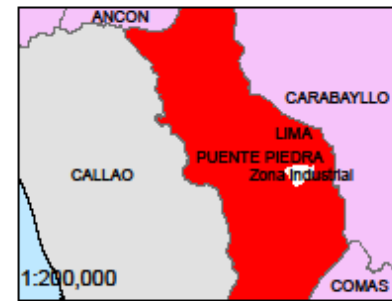 ANCON
CARABAYLLO
LIMA
PUENTE PIEDRA
CALLAO
Zona Industrial
1:200,000
COMAS